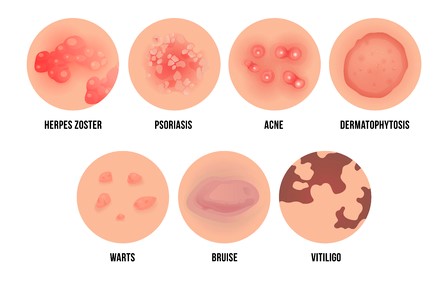 HERPES ZOSTER
PSORIASIS
ACNE
DERMATOPHYTOSIS
WARTS
BRUISE
VITILIGO